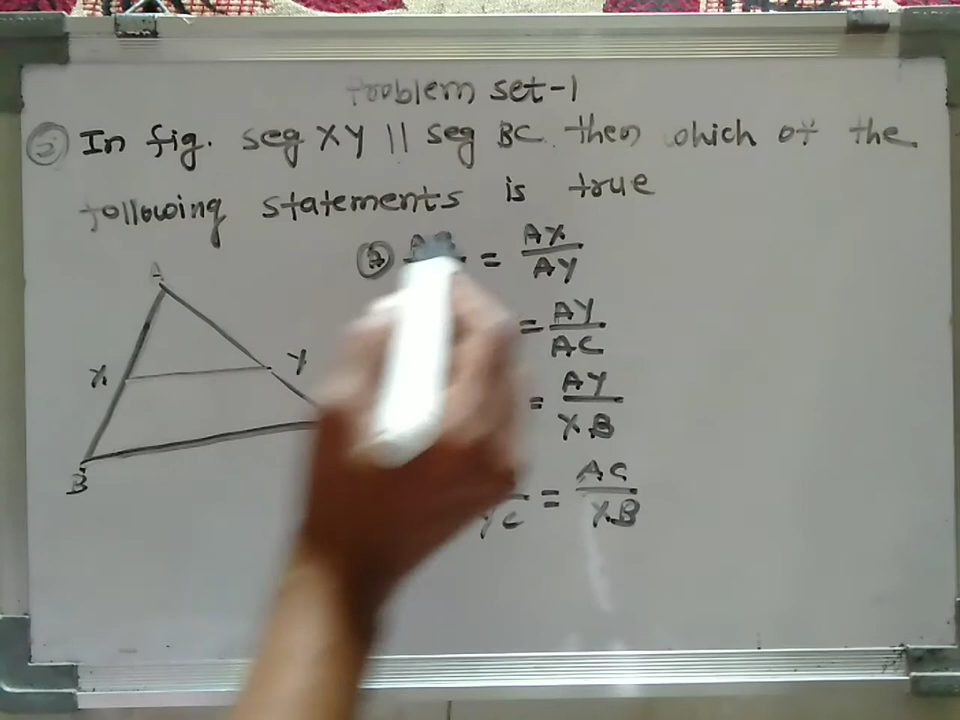 Problem set-1
In fig. seg XY || seg BC then which of the
following statements is true
= AX/AY
= AY/AC
= AY/XB
YC = AC/XB
A
X
Y
B